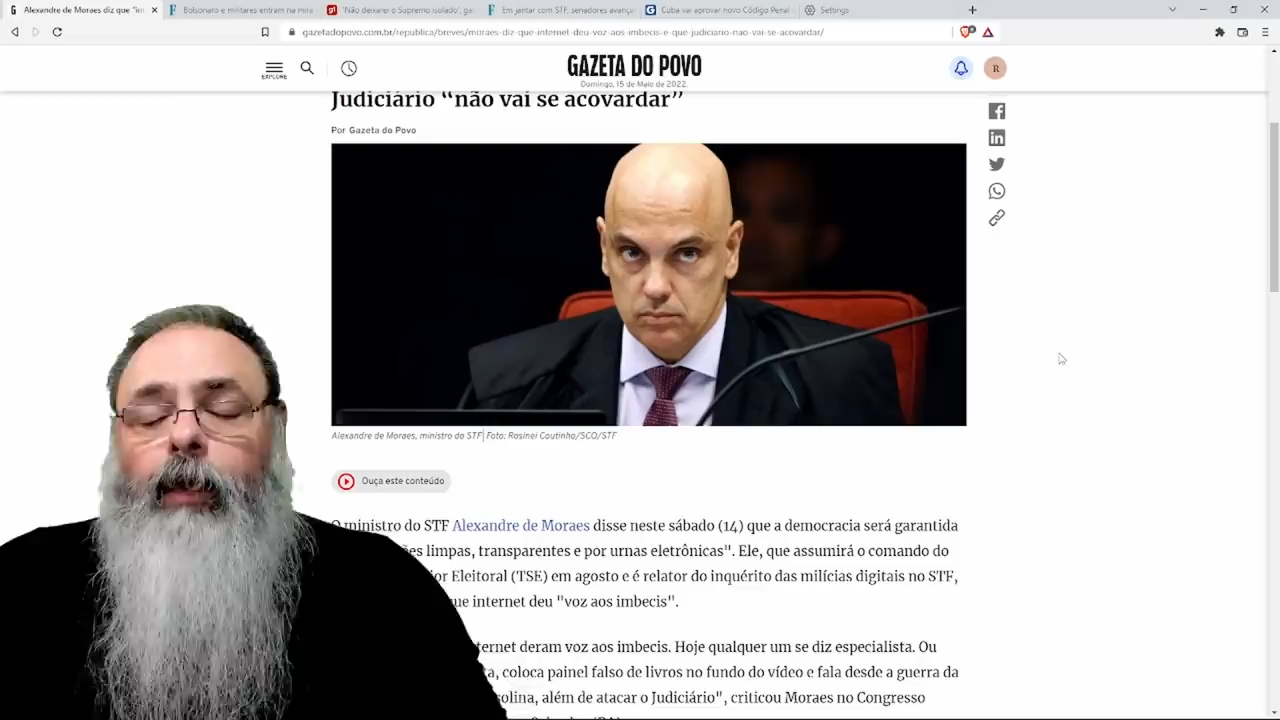 Alexandre de Moraes diz que "in
Bolsonaro e militares entram na mira
'Não deixarei o Supremo isolado', ga
Em jantar com STF, senadores avança
Cuba vai aprovar novo Código Penal
Settings
gazetadopovo.com.br/republica/breves/moraes-diz-que-internet-deu-voz-aos-imbecis-e-que-judiciario-nao-vai-se-acovardar/
EXPLORE
GAZETA DO POVO
Domingo, 15 de Maio de 2022.
R
Judiciário “não vai se acovardar”
Por Gazeta do Povo
Alexandre de Moraes, ministro do STF| Foto: Rosinei Coutinho/SCO/STF
Ouça este conteúdo
O ministro do STF Alexandre de Moraes disse neste sábado (14) que a democracia será garantida
limpas, transparentes e por urnas eletrônicas". Ele, que assumirá o comando do
Eleitoral (TSE) em agosto e é relator do inquérito das milícias digitais no STF,
que internet deu "voz aos imbecis".
deram voz aos imbecis. Hoje qualquer um se diz especialista. Ou
coloca painel falso de livros no fundo do vídeo e fala desde a guerra da
além de atacar o Judiciário", criticou Moraes no Congresso